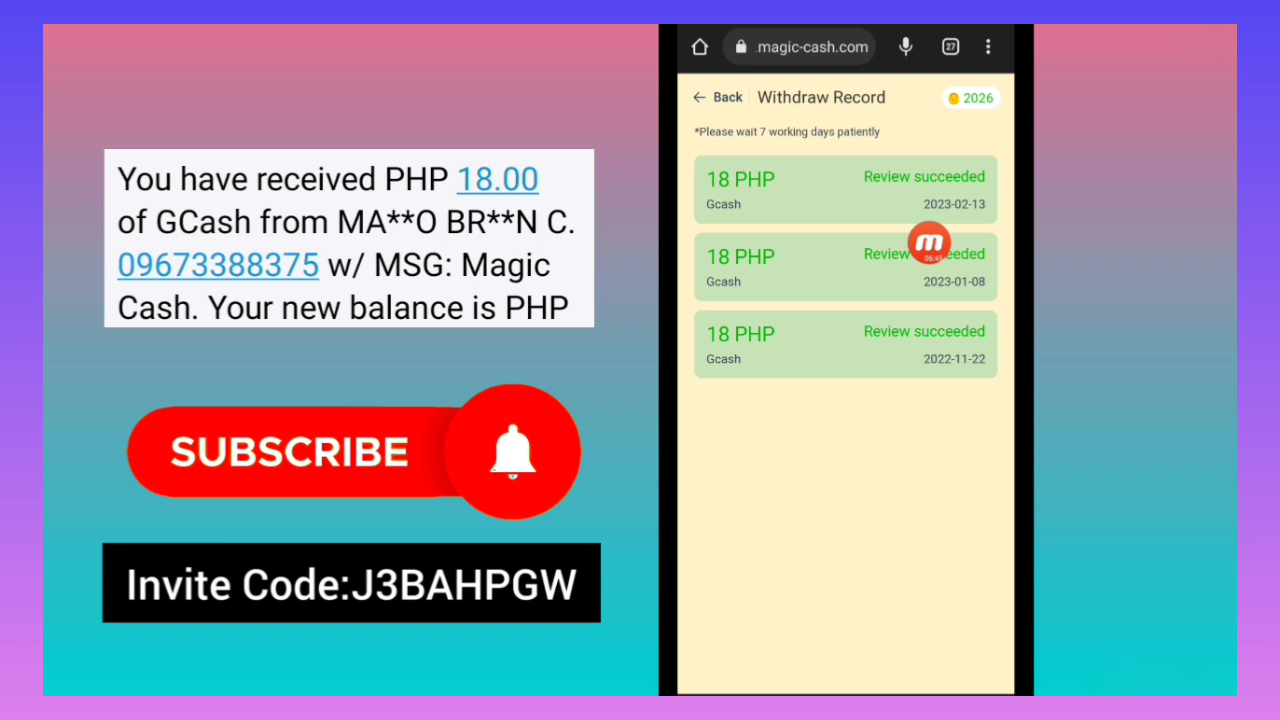 You have received PHP 18.00
of GCash from MA**O BR**N C.
09673388375 w/ MSG: Magic
Cash. Your new balance is PHP
SUBSCRIBE
Invite Code:J3BAHPGW
magic-cash.com
27
Back
Withdraw Record
2026
*Please wait 7 working days patiently
18 PHP
Review succeeded
Gcash
2023-02-13
m
06:45
18 PHP
Review
eded
Gcash
2023-01-08
18 PHP
Review succeeded
Gcash
2022-11-22